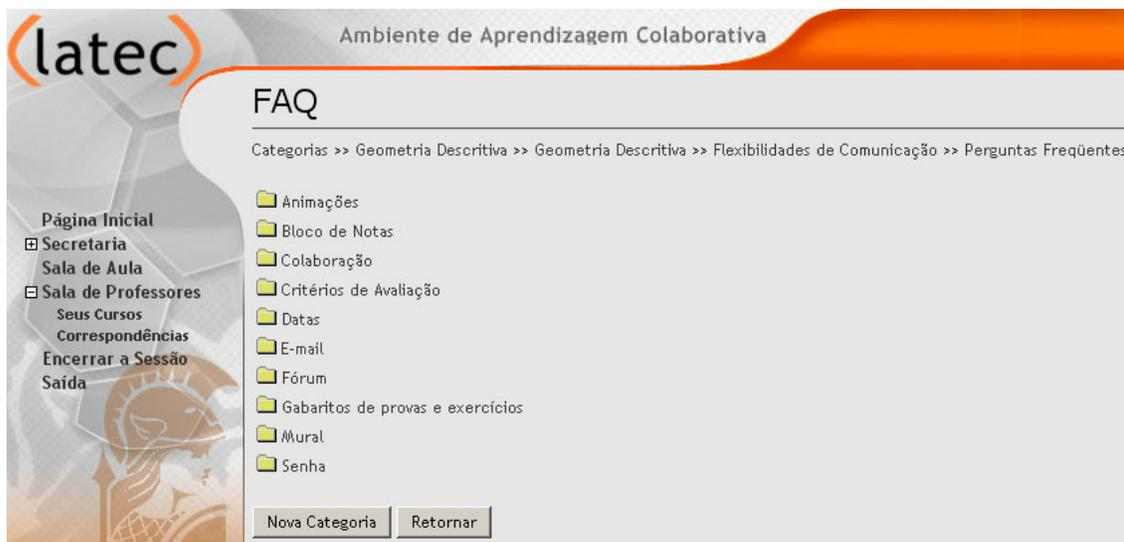 (latec)
Ambiente de Aprendizagem Colaborativa
FAQ
Categorias >> Geometria Descritiva >> Geometria Descritiva >> Flexibilidades de Comunicação >> Perguntas Freqüentes
Página Inicial
Secretaria
Sala de Aula
Sala de Professores
Seus Cursos
Correspondências
Encerrar a Sessão
Saída
Animações
Bloco de Notas
Colaboração
Critérios de Avaliação
Datas
E-mail
Fórum
Gabaritos de provas e exercícios
Mural
Senha
Nova Categoria
Retornar